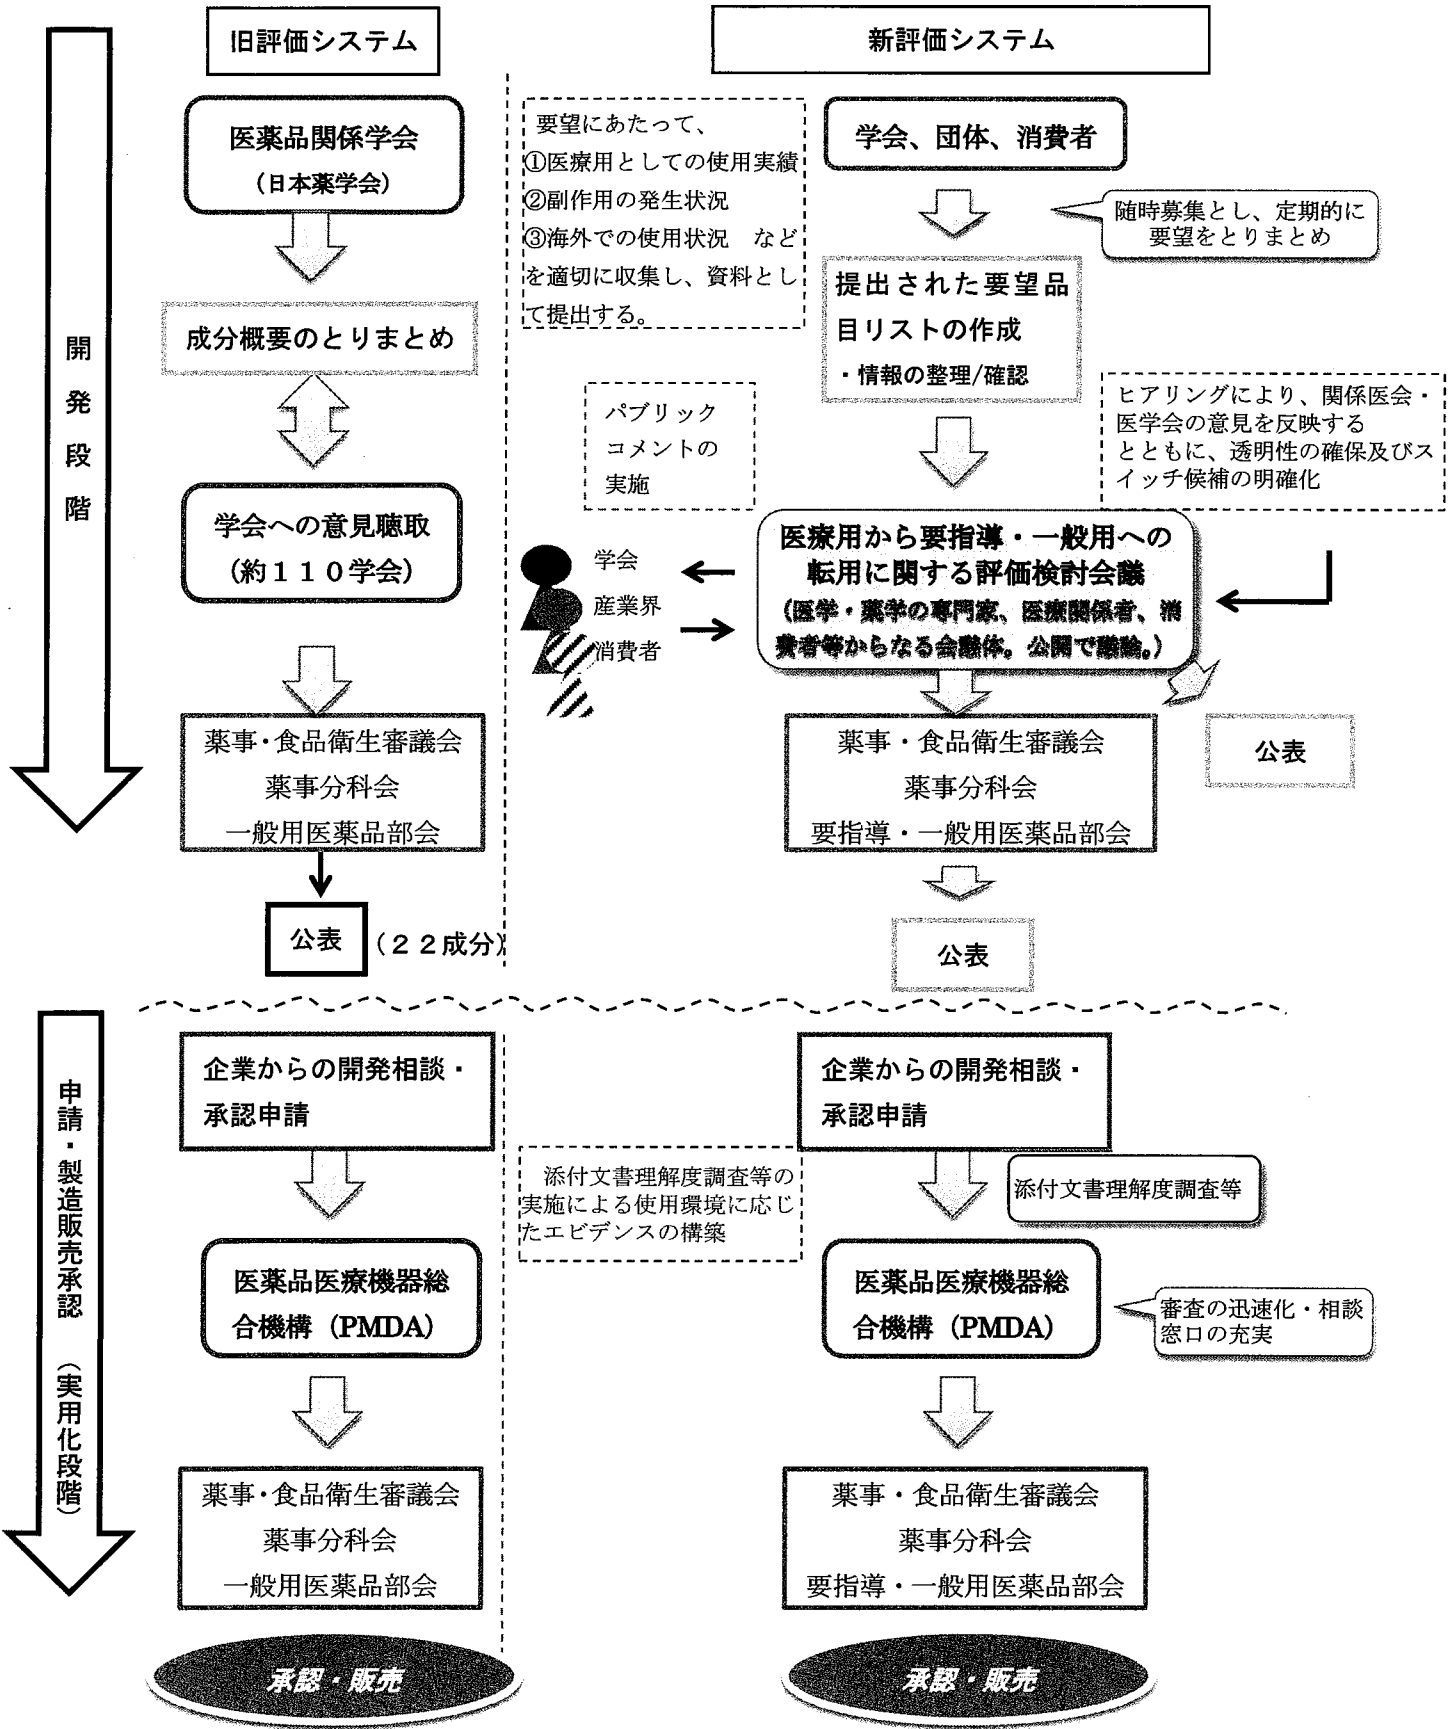 旧評価システム
医薬品関係学会
(日本薬学会)
成分概要のとりまとめ
学会への意見聴取
(約110学会)
薬事・食品衛生審議会
薬事分科会
一般用医薬品部会
公表
(22成分)
新評価システム
要望にあたって、
①医療用としての使用実績
②副作用の発生状況
③海外での使用状況 など
を適切に収集し、資料とし
て提出する。
学会、団体、消費者
随時募集とし、定期的に
要望をとりまとめ
提出された要望品
目リストの作成
・情報の整理/確認
パブリック
コメントの
実施
ヒアリングにより、関係医会・
医学会の意見を反映する
とともに、透明性の確保及びス
イッチ候補の明確化
学会
産業界
消費者
医療用から要指導・一般用への
転用に関する評価検討会議
(医学・薬学の専門家、医療関係者、消
費者等からなる会議体。公開で議論。)
薬事・食品衛生審議会
薬事分科会
要指導・一般用医薬品部会
公表
公表
開発段階
申請・製造販売承認 (実用化段階)
企業からの開発相談・
承認申請
医薬品医療機器総
合機構(PMDA)
薬事・食品衛生審議会
薬事分科会
一般用医薬品部会
承認・販売
添付文書理解度調査等の
実施による使用環境に応じ
たエビデンスの構築
企業からの開発相談・
承認申請
添付文書理解度調査等
医薬品医療機器総
合機構(PMDA)
審査の迅速化・相談
窓口の充実
薬事・食品衛生審議会
薬事分科会
要指導・一般用医薬品部会
承認・販売